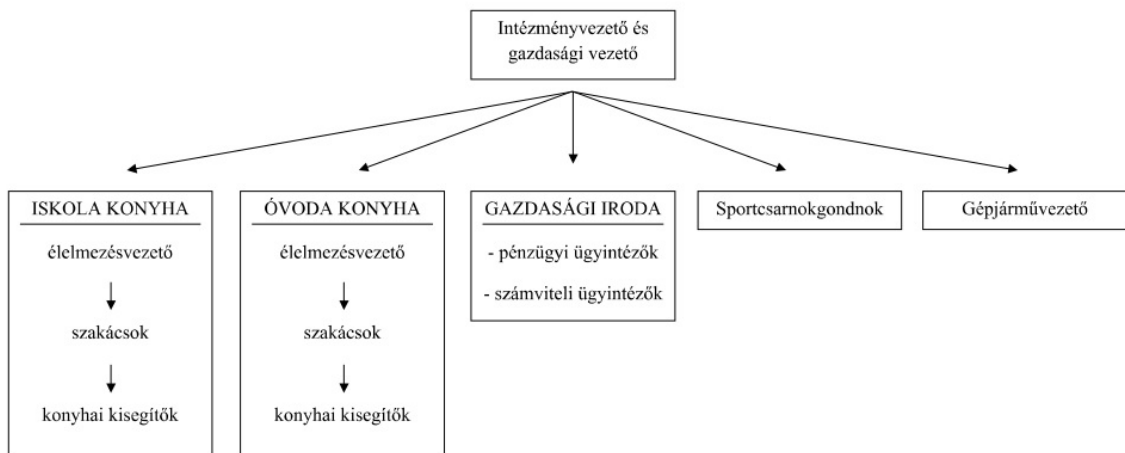 Intézményvezető és
gazdasági vezető
ISKOLA KONYHA
élelmezésvezető
szakácsok
konyhai kisegítők
ÓVODA KONYHA
élelmezésvezető
szakácsok
konyhai kisegítők
GAZDASÁGI IRODA
- pénzügyi ügyintézők
- számviteli ügyintézők
Sportcsarnokgondnok
Gépjárművezető